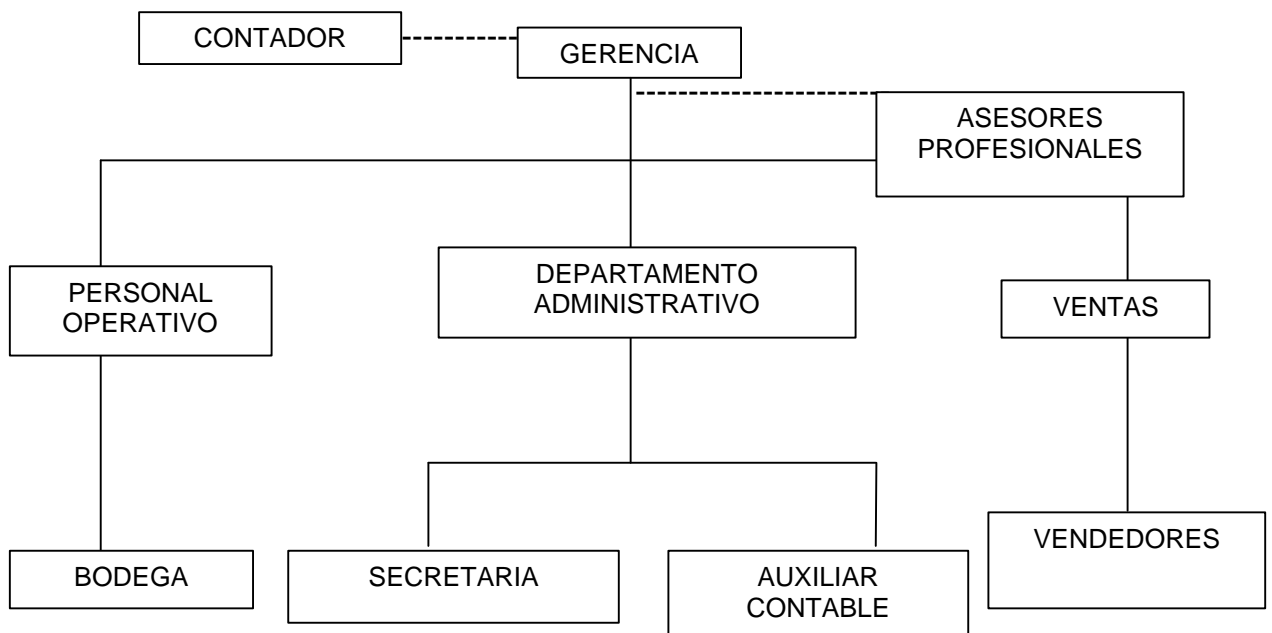 CONTADOR
GERENCIA
ASESORES
PROFESIONALES
PERSONAL
OPERATIVO
DEPARTAMENTO
ADMINISTRATIVO
VENTAS
BODEGA
SECRETARIA
AUXILIAR
CONTABLE
VENDEDORES